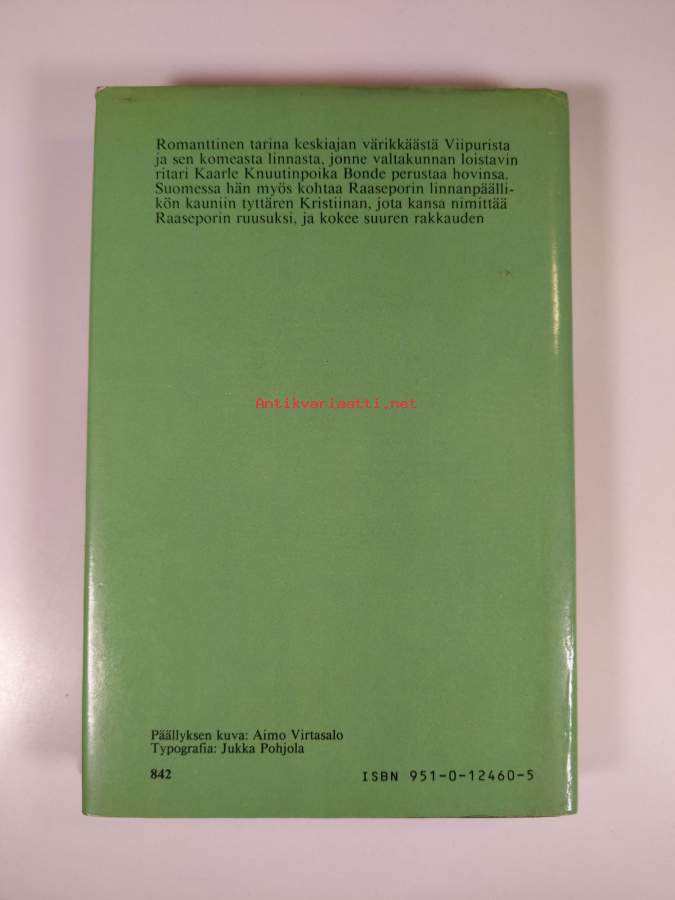 Romanttinen tarina keskiajan värikkäästä Viipurista
ja sen komeasta linnasta, jonne valtakunnan loistavin
ritari Kaarle Knuutinpoika Bonde perustaa hovinsa.
Suomessa hän myös kohtaa Raaseporin linnanpäälli-
kön kauniin tyttären Kristiinan, jota kansa nimittää
Raaseporin ruusuksi, ja kokee suuren rakkauden
Antikvariaatti.net
Päällyksen kuva: Aimo Virtasalo
Typografia: Jukka Pohjola
842 ISBN 951-0-12460-5